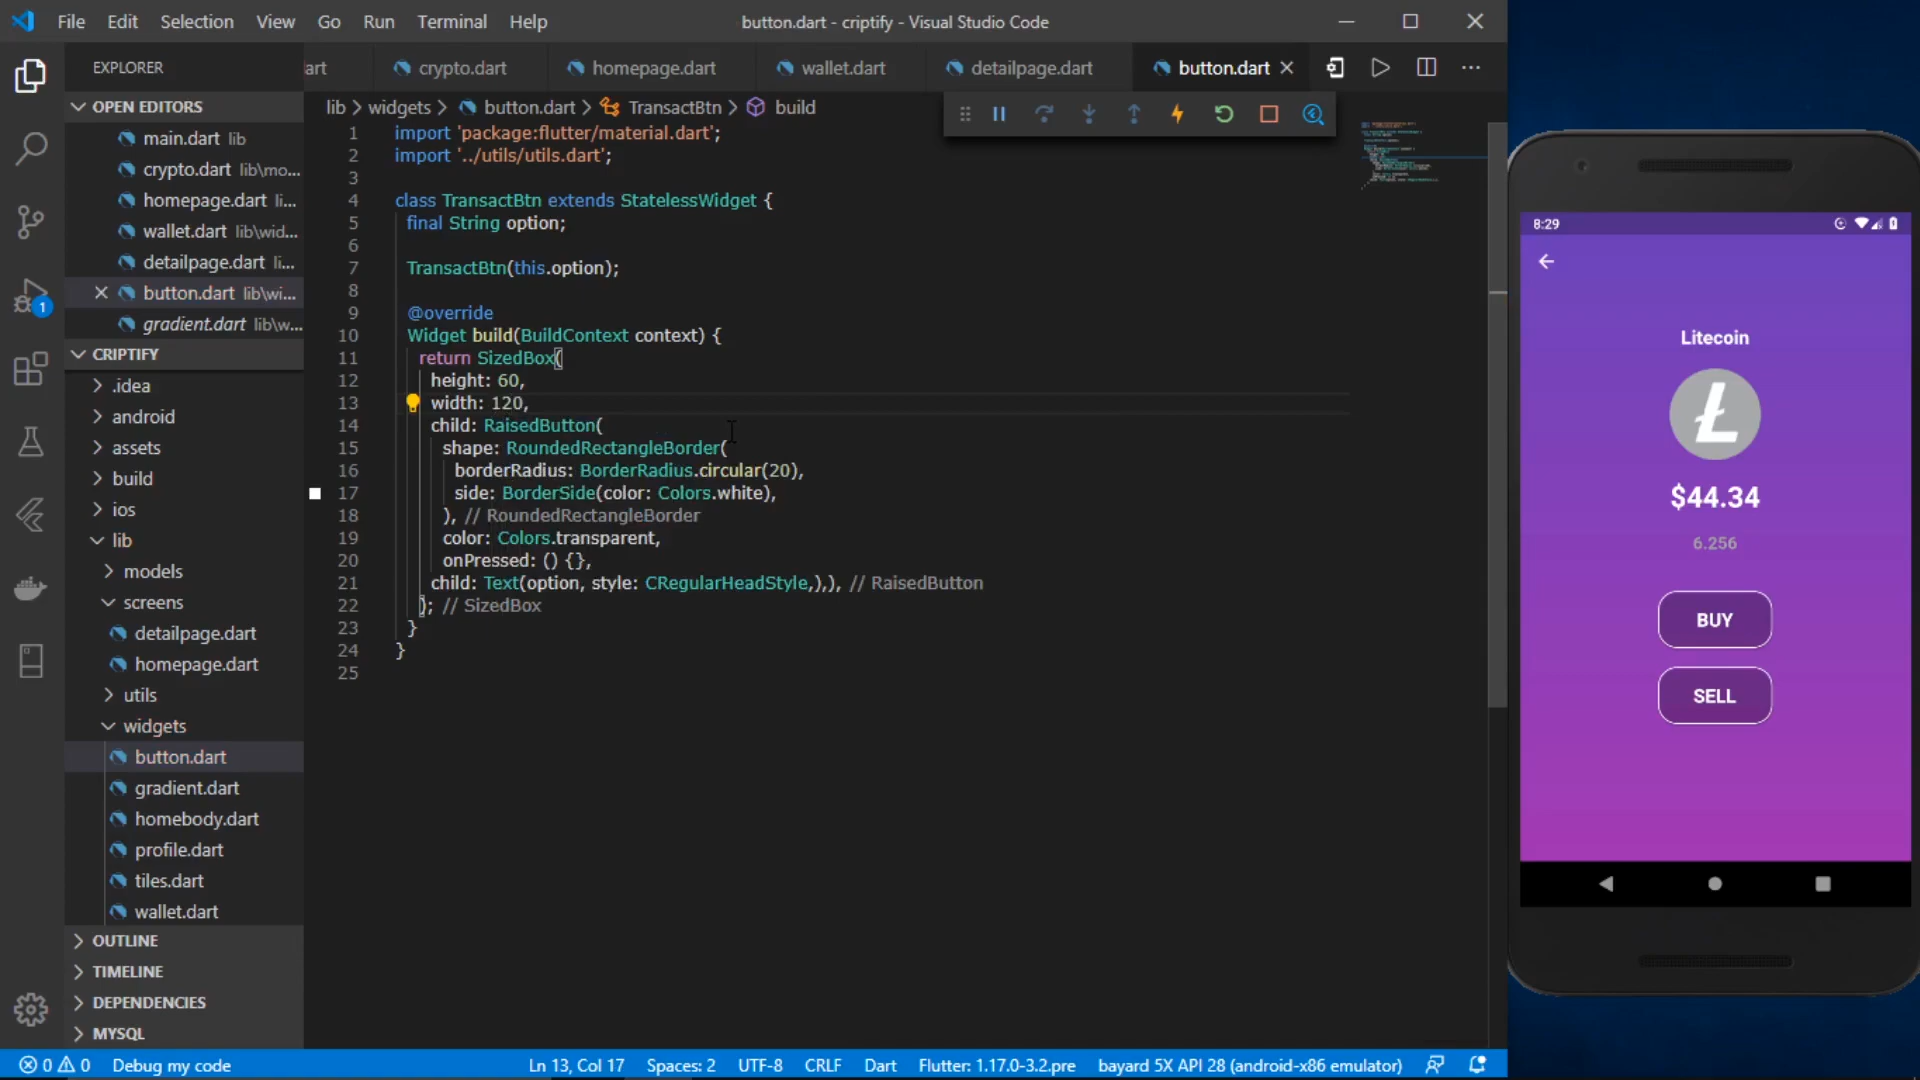 File Edit Selection View Go Run Terminal Help
button.dart - criptify - Visual Studio Code
EXPLORER
art crypto.dart homepage.dart wallet.dart detailpage.dart button.dart
OPEN EDITORS
main.dart lib
crypto.dart lib\mo...
homepage.dart li...
wallet.dart lib\wid...
detailpage.dart li...
button.dart lib\wi...
gradient.dart lib\w...
CRIPTIFY
.idea
android
assets
build
ios
lib
models
screens
detailpage.dart
homepage.dart
utils
widgets
button.dart
gradient.dart
homebody.dart
profile.dart
tiles.dart
wallet.dart
OUTLINE
TIMELINE
DEPENDENCIES
MYSQL
1
lib > widgets > button.dart > TransactBtn > build
1 import 'package:flutter/material.dart';
2 import '../utils/utils.dart';
3
4 class TransactBtn extends StatelessWidget {
5 final String option;
6
7 TransactBtn(this.option);
8
9 @override
10 Widget build(BuildContext context) {
11 return SizedBox(
12 height: 60,
13 width: 120,
14 child: RaisedButton(
15 shape: RoundedRectangleBorder(
16 borderRadius: BorderRadius.circular(20),
17 side: BorderSide(color: Colors.white),
18 ), // RoundedRectangleBorder
19 color: Colors.transparent,
20 onPressed: () {},
21 child: Text(option, style: CRegularHeadStyle,),), // RaisedButton
22 ); // SizedBox
23 }
24 }
25
8:29
Litecoin
$44.34
6.256
BUY
SELL
0 0 Debug my code Ln 13, Col 17 Spaces: 2 UTF-8 CRLF Dart Flutter: 1.17.0-3.2.pre bayard 5X API 28 (android-x86 emulator)